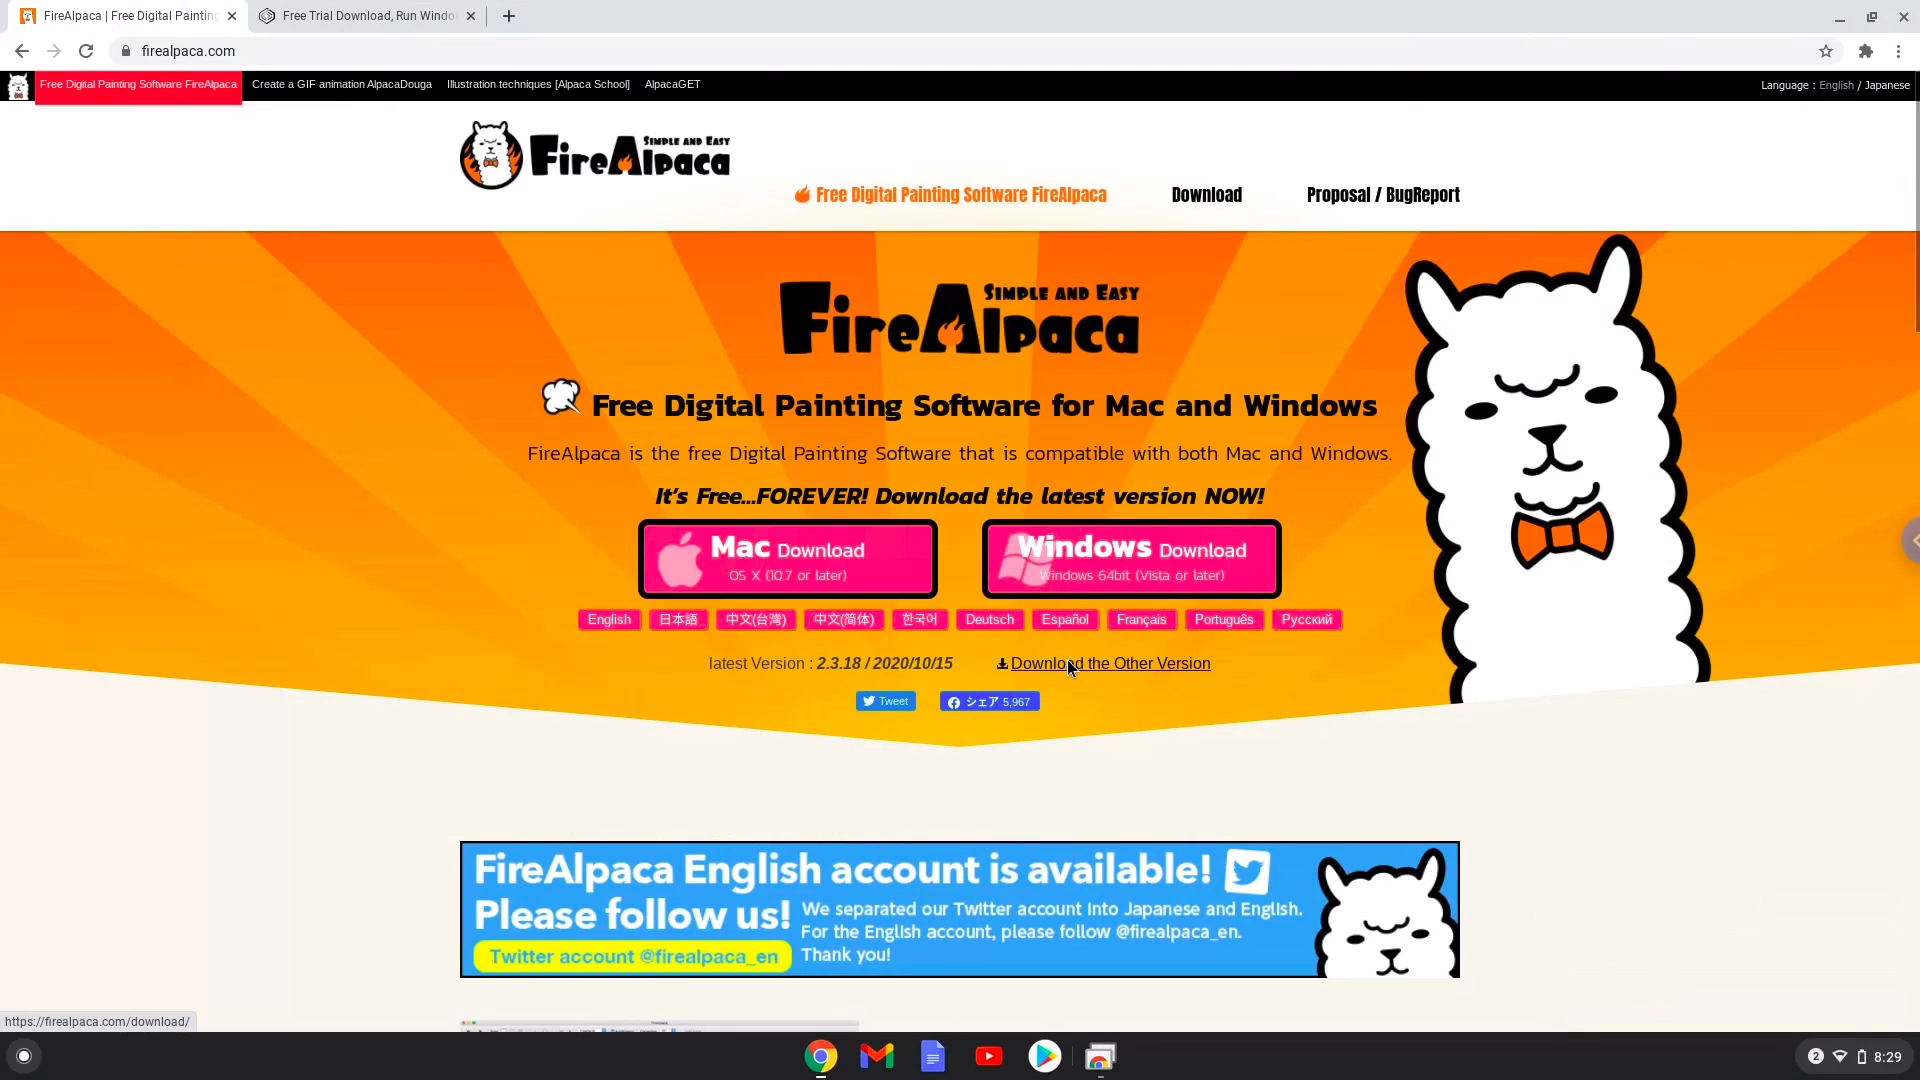 FireAlpaca | Free Digital Painting
Free Trial Download, Run Windo
firealpaca.com
Free Digital Painting Software FireAlpaca
Create a GIF animation AlpacaDouga
Illustration techniques [Alpaca School]
AlpacaGET
Language : English / Japanese
SIMPLE AND EASY
FireAlpaca
Free Digital Painting Software FireAlpaca
Download
Proposal / BugReport
SIMPLE AND EASY
FireAlpaca
Free Digital Painting Software for Mac and Windows
FireAlpaca is the free Digital Painting Software that is compatible with both Mac and Windows.
It's Free...FOREVER! Download the latest version NOW!
Mac Download
OS X (10.7 or later)
Windows Download
Windows 64bit (Vista or later)
English
日本語
中文(台灣)
中文(简体)
한국어
Deutsch
Español
Français
Português
Русский
latest Version : 2.3.18 / 2020/10/15
Download the Other Version
Tweet
シェア 5,967
FireAlpaca English account is available!
Please follow us!
We separated our Twitter account into Japanese and English.
For the English account, please follow @firealpaca_en.
Thank you!
Twitter account @firealpaca_en
https://firealpaca.com/download/
2
8:29